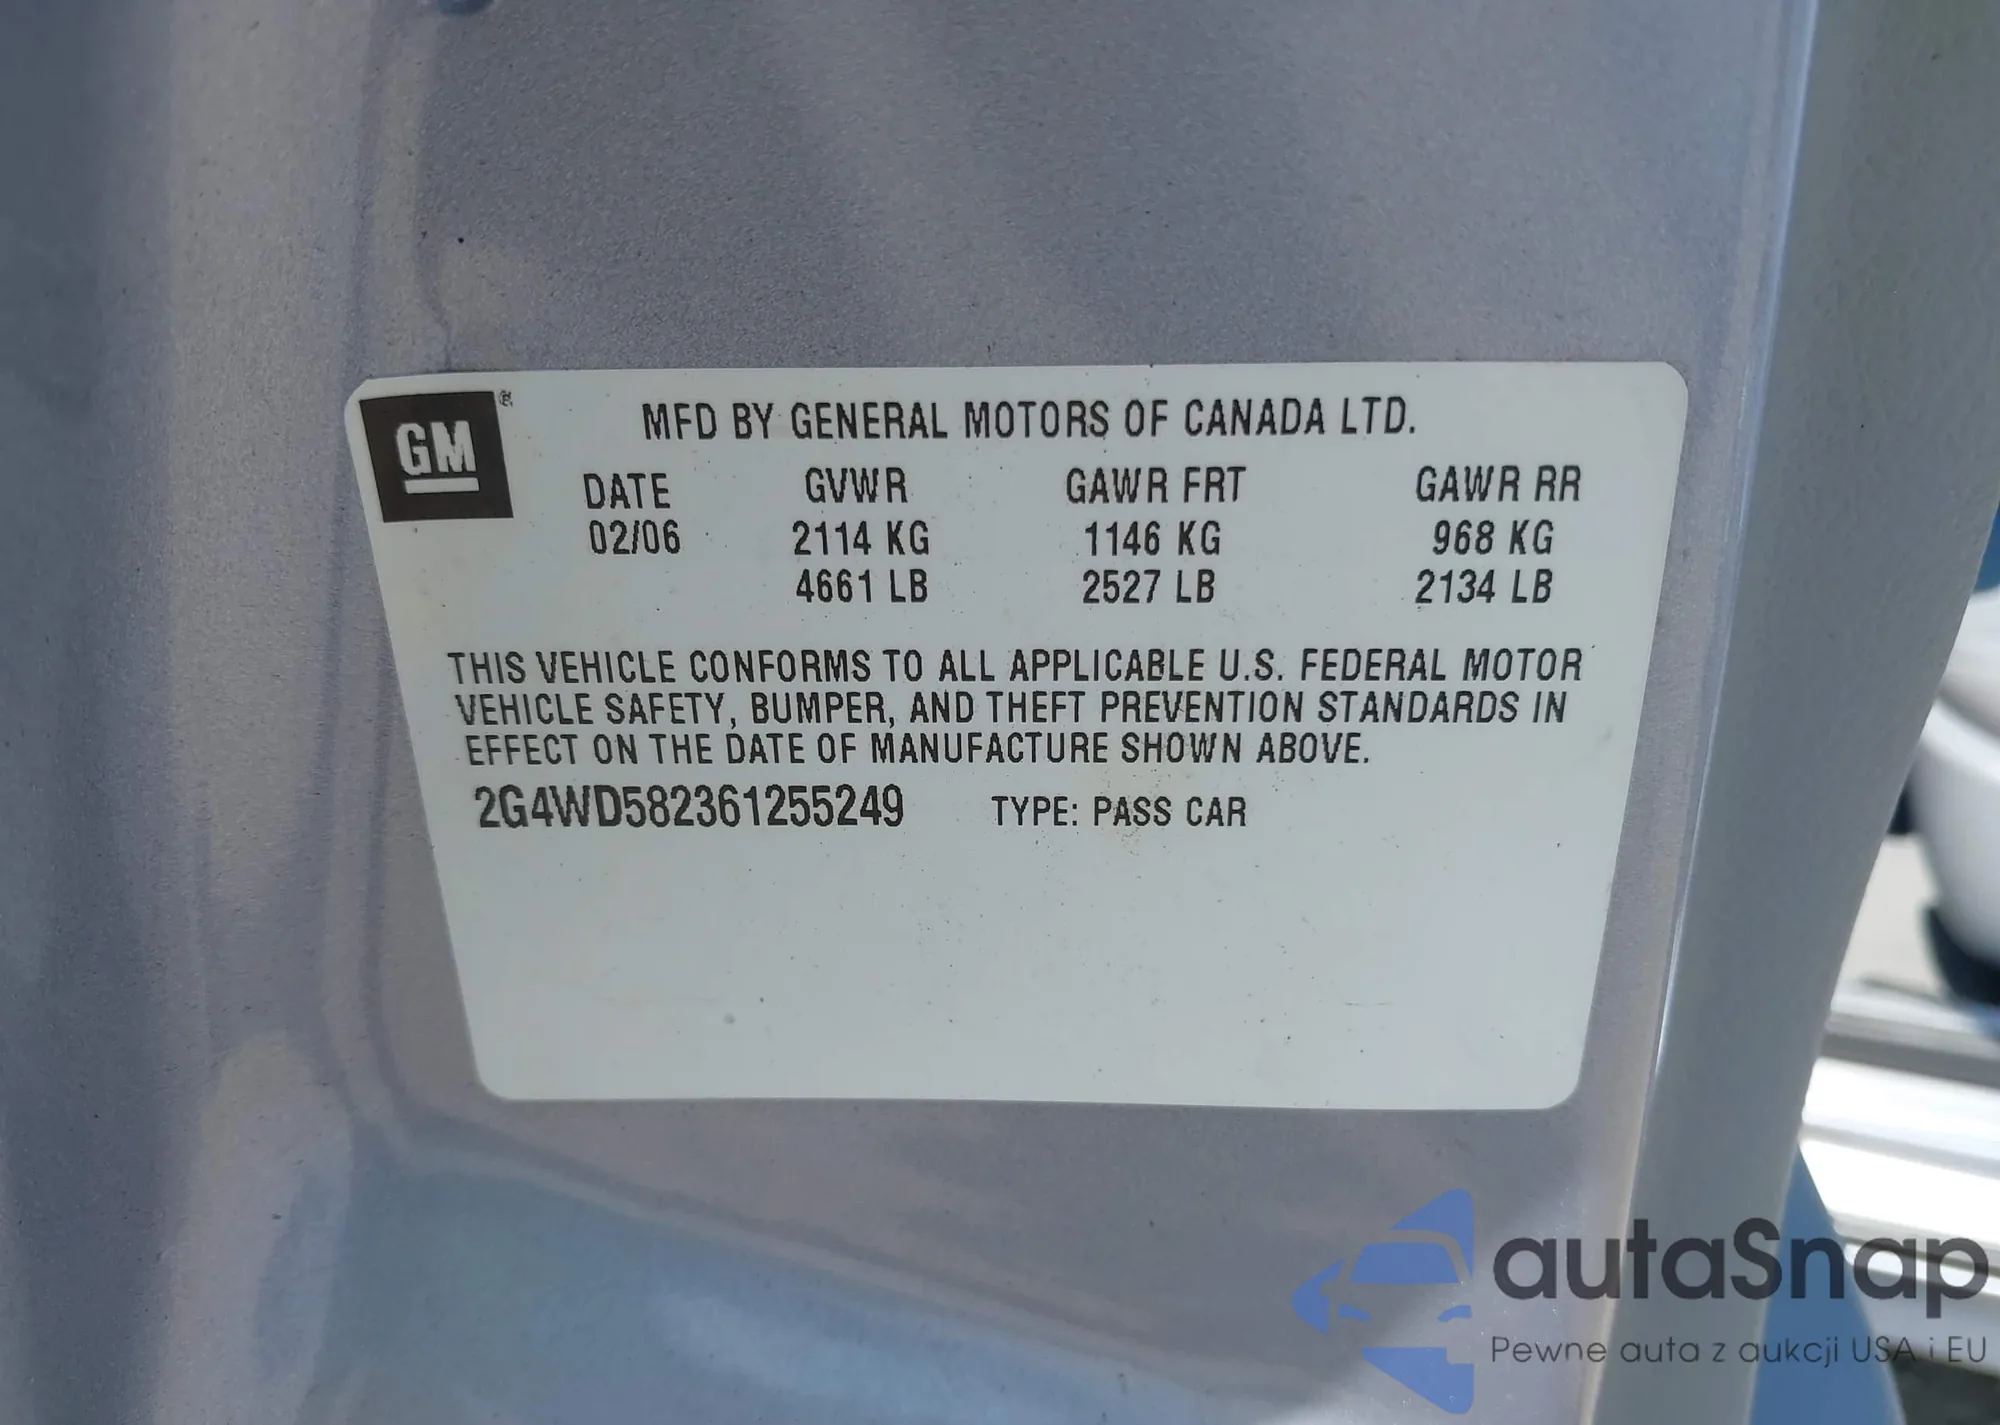 GM ®
MFD BY GENERAL MOTORS OF CANADA LTD.
DATE GVWR GAWR FRT GAWR RR
02/06 2114 KG 1146 KG 968 KG
4661 LB 2527 LB 2134 LB
THIS VEHICLE CONFORMS TO ALL APPLICABLE U.S. FEDERAL MOTOR
VEHICLE SAFETY, BUMPER, AND THEFT PREVENTION STANDARDS IN
EFFECT ON THE DATE OF MANUFACTURE SHOWN ABOVE.
2G4WD582361255249 TYPE: PASS CAR
autaSnap
Pewne auta z aukcji USA i EU